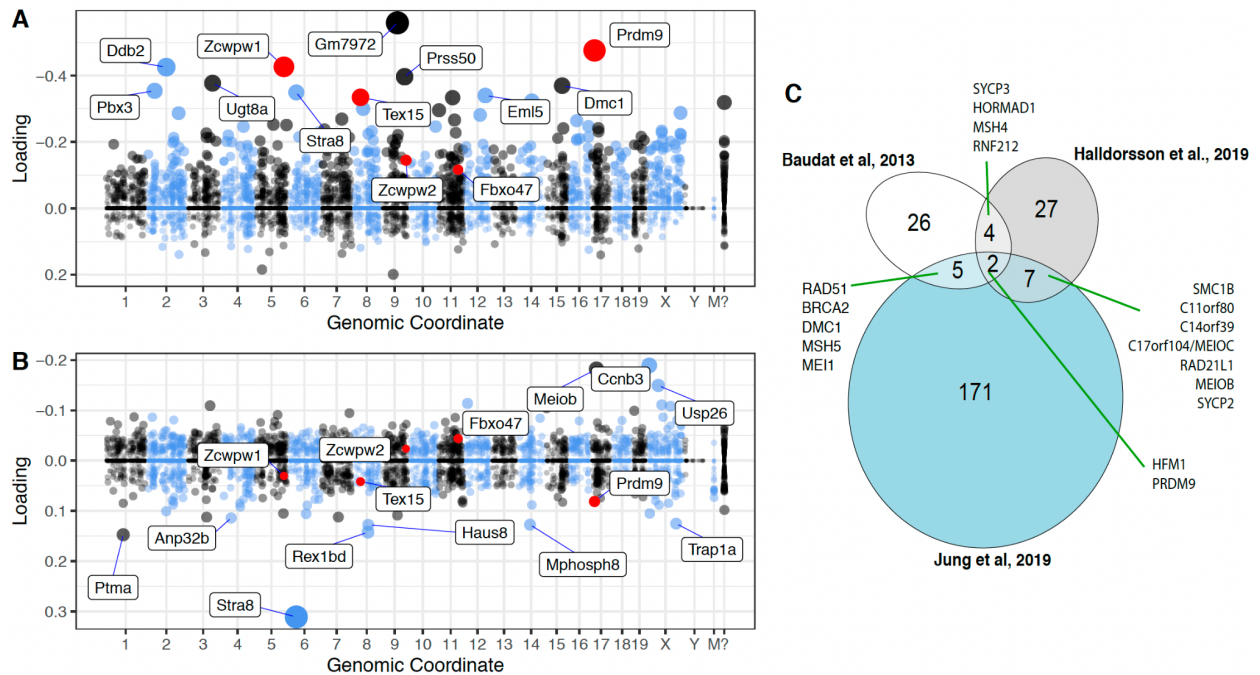 A
Loading
−0.4
−0.2
0.0
0.2
Ddb2
Zcwpw1
Gm7972
Prdm9
Prss50
Pbx3
Ugt8a
Stra8
Tex15
Eml5
Dmc1
Zcwpw2
Fbxo47
1 2 3 4 5 6 7 8 9 10 11 12 13 14 15 16 17 18 19 X Y M?
Genomic Coordinate
B
Loading
−0.2
−0.1
0.0
0.1
0.2
0.3
Meiob
Ccnb3
Usp26
Fbxo47
Zcwpw1
Zcwpw2
Tex15
Prdm9
Anp32b
Rex1bd
Haus8
Mphosph8
Trap1a
Ptma
Stra8
1 2 3 4 5 6 7 8 9 10 11 12 13 14 15 16 17 18 19 X Y M?
Genomic Coordinate
C
SYCP3
HORMAD1
MSH4
RNF212
Baudat et al, 2013
Halldorsson et al., 2019
26
4
27
5
2
7
171
RAD51
BRCA2
DMC1
MSH5
MEI1
SMC1B
C11orf80
C14orf39
C17orf104/MEIOC
RAD21L1
MEIOB
SYCP2
HFM1
PRDM9
Jung et al, 2019